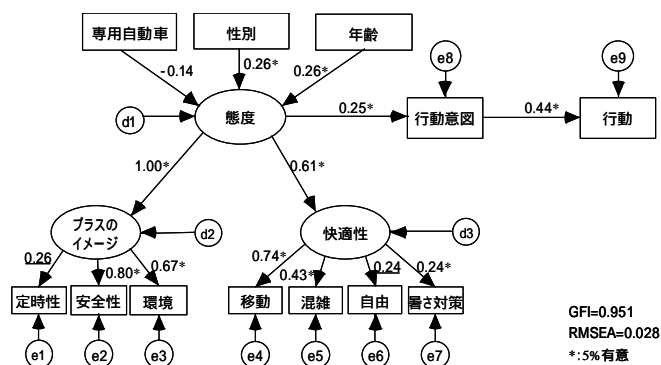 専用自動車
性別
年齢
e8
e9
-0.14
0.26*
0.26*
d1
態度
0.25*
行動意図
0.44*
行動
1.00*
0.61*
プラスの
イメージ
d2
快適性
d3
0.26
0.80*
0.67*
0.74*
0.43*
0.24
0.24*
定時性
安全性
環境
移動
混雑
自由
暑さ対策
e1
e2
e3
e4
e5
e6
e7
GFI=0.951
RMSEA=0.028
*:5%有意